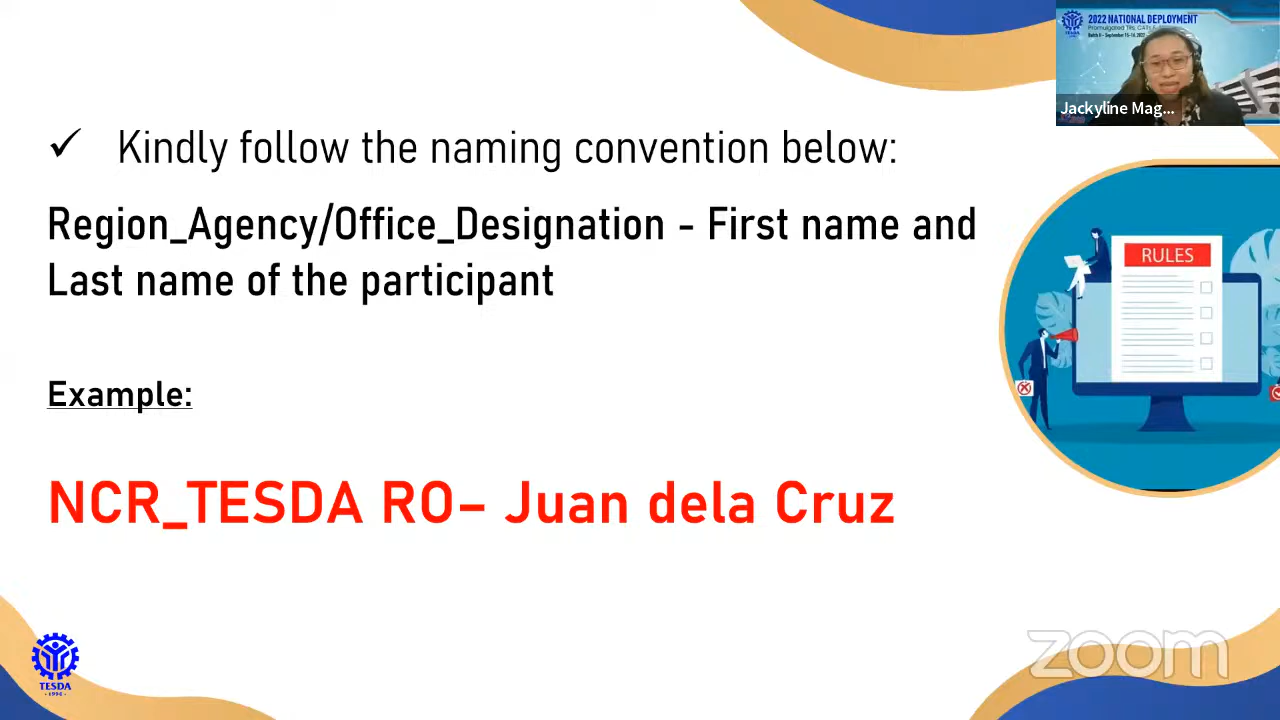 2022 NATIONAL DEPLOYMENT
Jackyline Mag...
✓ Kindly follow the naming convention below:
Region_Agency/Office_Designation - First name and
Last name of the participant
RULES
Example:
NCR_TESDA RO– Juan dela Cruz
TESDA
zoom